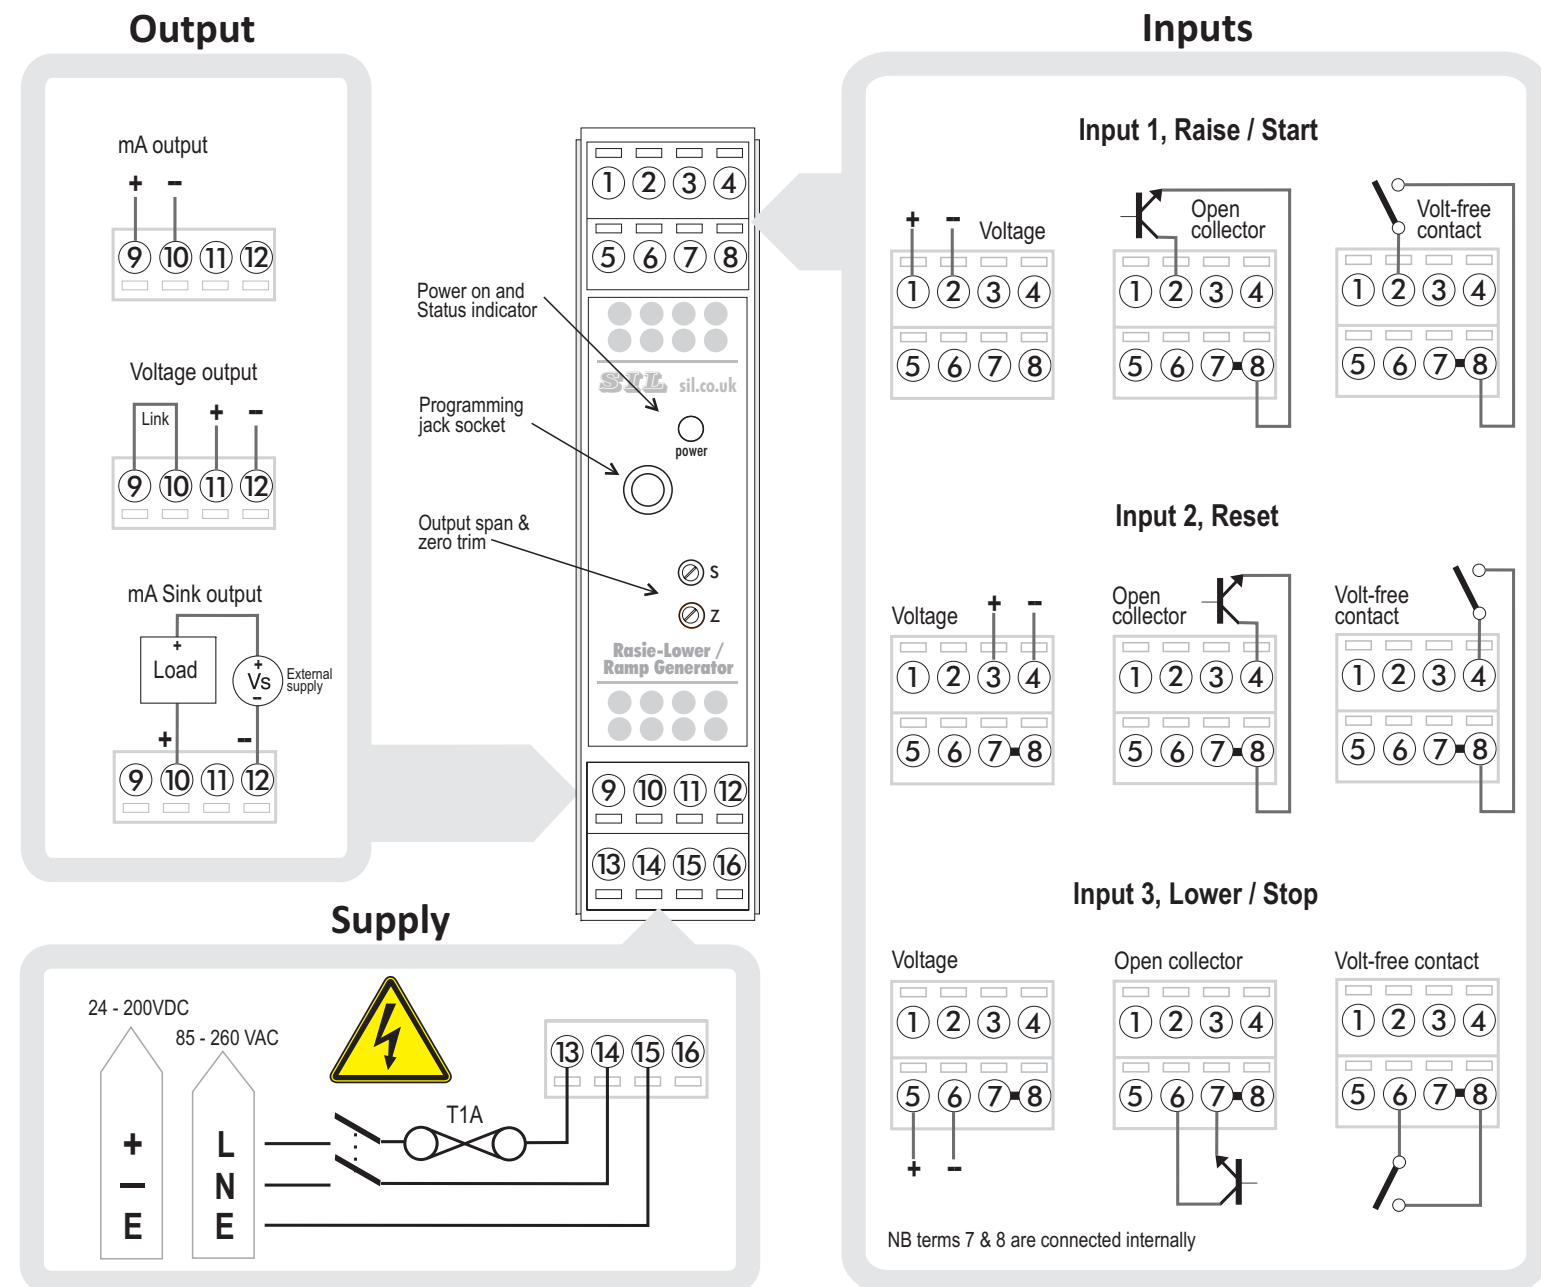 Output
Inputs
mA output
+ –
9 10 11 12
Voltage output
Link
+ –
9 10 11 12
mA Sink output
+
Load
+
Vs
–
External
supply
+ –
9 10 11 12
1 2 3 4
5 6 7 8
Power on and
Status indicator
SIL sil.co.uk
Programming
jack socket
power
Output span &
zero trim
S
Z
Rasie-Lower /
Ramp Generator
9 10 11 12
13 14 15 16
Supply
24 - 200VDC
85 - 260 VAC
+
–
E
L
N
E
T1A
13 14 15 16
Input 1, Raise / Start
+ –
Voltage
1 2 3 4
5 6 7 8
Open
collector
1 2 3 4
5 6 7 8
Volt-free
contact
1 2 3 4
5 6 7 8
Input 2, Reset
Voltage
+ –
1 2 3 4
5 6 7 8
Open
collector
1 2 3 4
5 6 7 8
Volt-free
contact
1 2 3 4
5 6 7 8
Input 3, Lower / Stop
Voltage
1 2 3 4
5 6 7 8
+ –
Open collector
1 2 3 4
5 6 7 8
Volt-free contact
1 2 3 4
5 6 7 8
NB terms 7 & 8 are connected internally